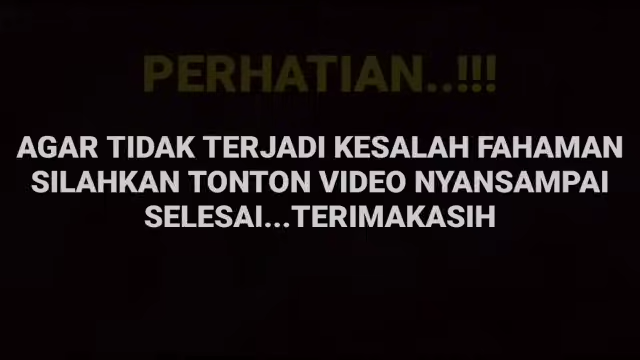 PERHATIAN..!!!
AGAR TIDAK TERJADI KESALAH FAHAMAN
SILAHKAN TONTON VIDEO NYANSAMPAI
SELESAI...TERIMAKASIH